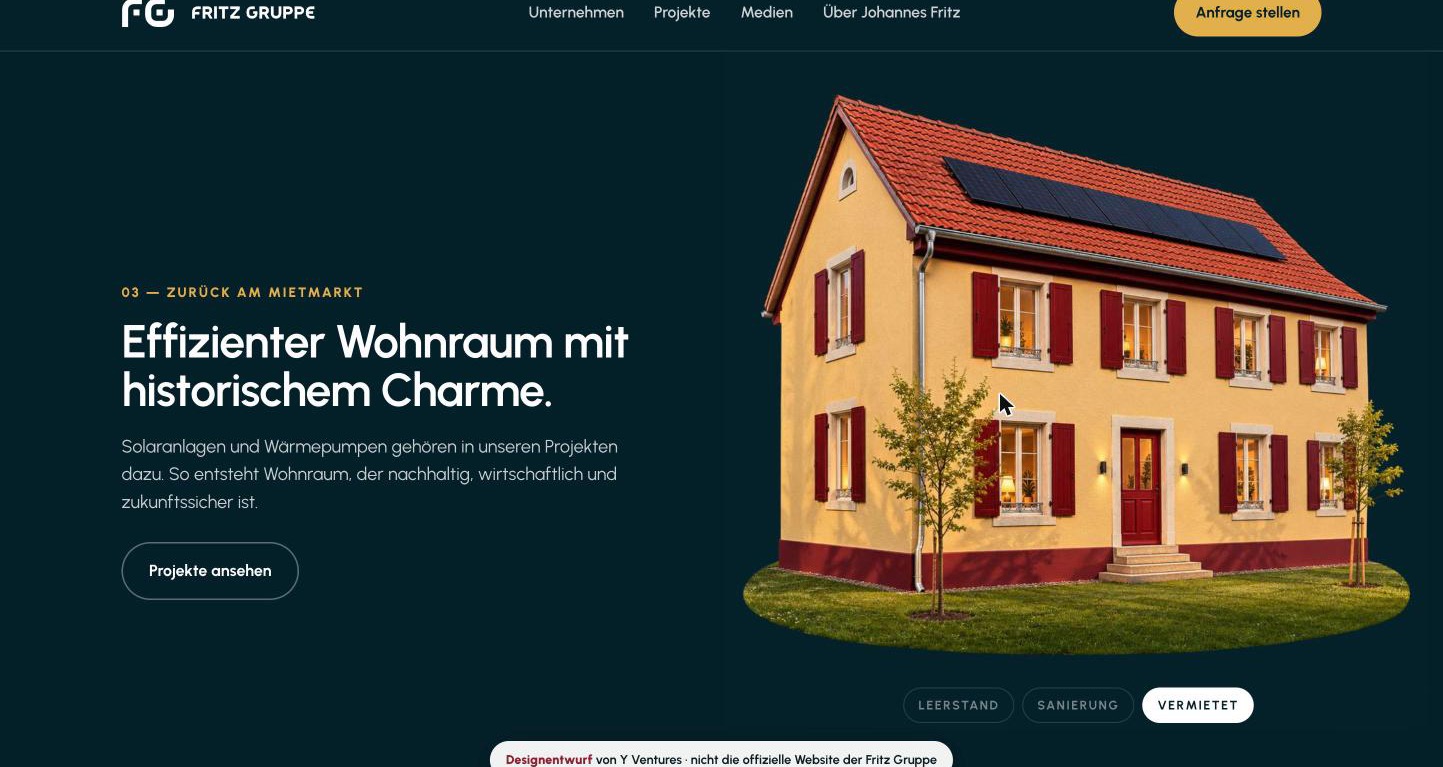 FG FRITZ GRUPPE
Unternehmen
Projekte
Medien
Über Johannes Fritz
Anfrage stellen
03 — ZURÜCK AM MIETMARKT
Effizienter Wohnraum mit
historischem Charme.
Solaranlagen und Wärmepumpen gehören in unseren Projekten
dazu. So entsteht Wohnraum, der nachhaltig, wirtschaftlich und
zukunftssicher ist.
Projekte ansehen
LEERSTAND
SANIERUNG
VERMIETET
Designentwurf von Y Ventures · nicht die offizielle Website der Fritz Gruppe